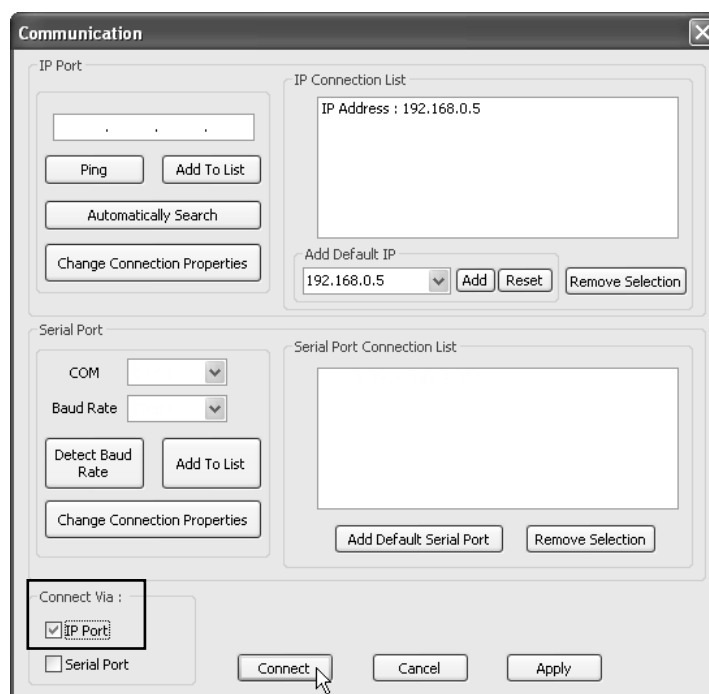 Communication
IP Port
. . .
Ping
Add To List
Automatically Search
Change Connection Properties
IP Connection List
IP Address : 192.168.0.5
Add Default IP
192.168.0.5
Add
Reset
Remove Selection
Serial Port
COM
Baud Rate
Detect Baud
Rate
Add To List
Change Connection Properties
Serial Port Connection List
Add Default Serial Port
Remove Selection
Connect Via :
IP Port
Serial Port
Connect
Cancel
Apply